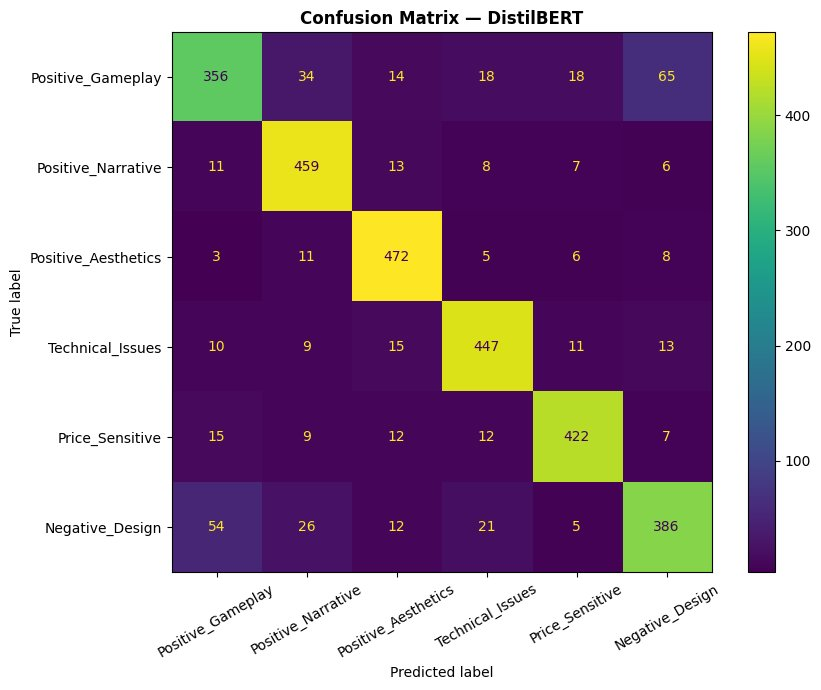 Confusion Matrix — DistilBERT
Positive_Gameplay 356 34 14 18 18 65
Positive_Narrative 11 459 13 8 7 6
Positive_Aesthetics 3 11 472 5 6 8
Technical_Issues 10 9 15 447 11 13
Price_Sensitive 15 9 12 12 422 7
Negative_Design 54 26 12 21 5 386
True label
Positive_Gameplay Positive_Narrative Positive_Aesthetics Technical_Issues Price_Sensitive Negative_Design
Predicted label
400
300
200
100